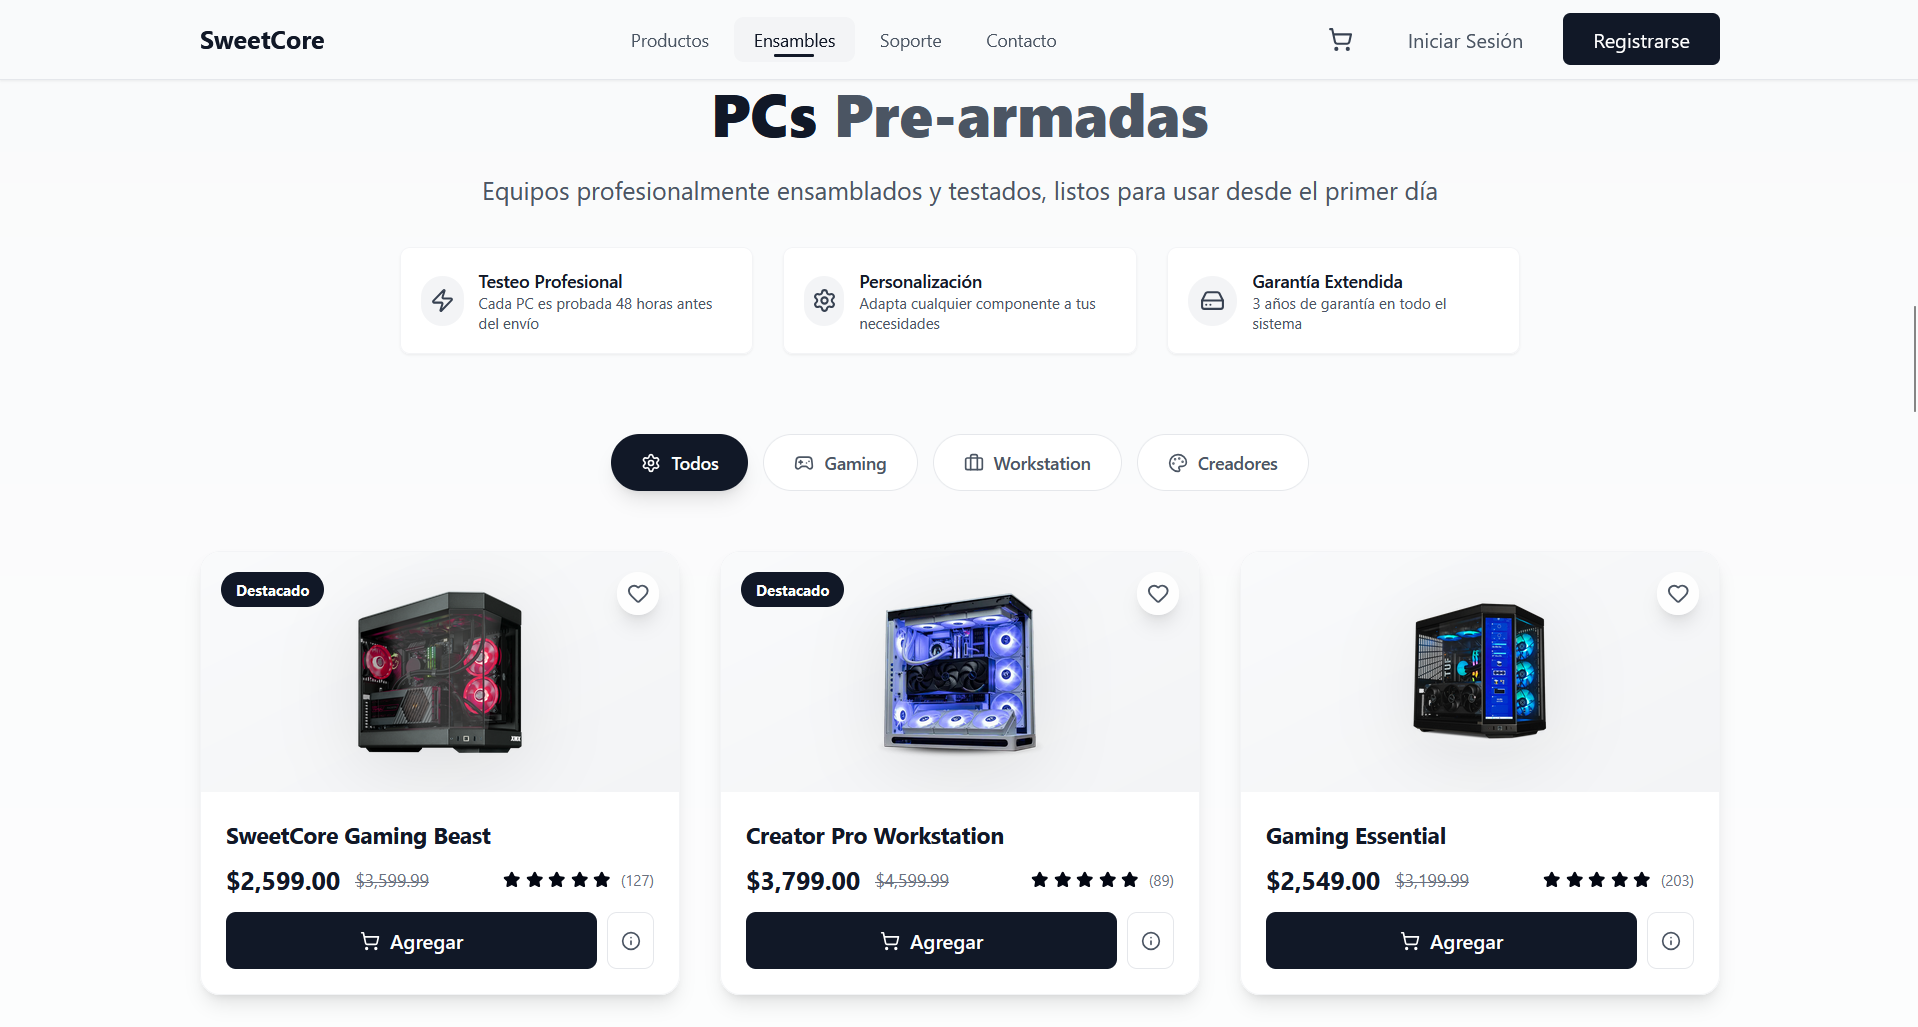 SweetCore
Productos
Ensambles
Soporte
Contacto
Iniciar Sesión
Registrarse
PCs Pre-armadas
Equipos profesionalmente ensamblados y testados, listos para usar desde el primer día
Testeo Profesional
Cada PC es probada 48 horas antes
del envío
Personalización
Adapta cualquier componente a tus
necesidades
Garantía Extendida
3 años de garantía en todo el
sistema
Todos
Gaming
Workstation
Creadores
Destacado
SweetCore Gaming Beast
$2,599.00 $3,599.99 (127)
Agregar
Destacado
Creator Pro Workstation
$3,799.00 $4,599.99 (89)
Agregar
TUF
Gaming Essential
$2,549.00 $3,199.99 (203)
Agregar